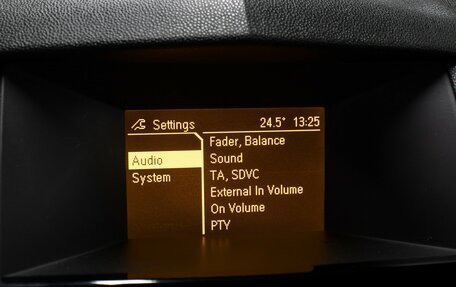 Settings 24.5° 13:25
Audio
System
Fader, Balance
Sound
TA, SDVC
External In Volume
On Volume
PTY